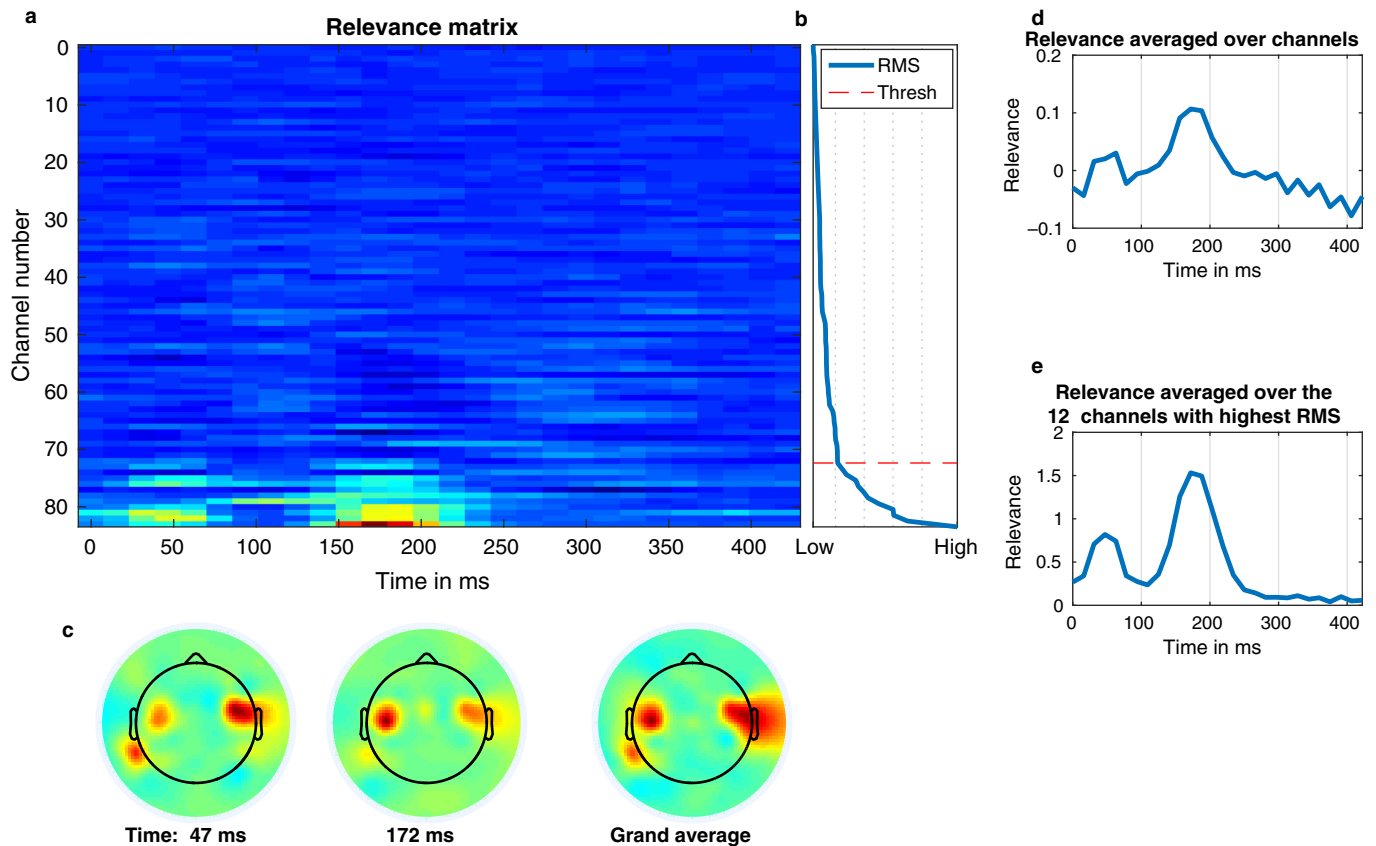 a
Relevance matrix
0
10
20
30
40
50
60
70
80
Channel number
0 50 100 150 200 250 300 350 400
Time in ms
b
RMS
Thresh
Low High
c
Time: 47 ms
172 ms
Grand average
d
Relevance averaged over channels
0.2
0.1
0
–0.1
Relevance
0 100 200 300 400
Time in ms
e
Relevance averaged over the
12 channels with highest RMS
2
1.5
1
0.5
0
Relevance
0 100 200 300 400
Time in ms